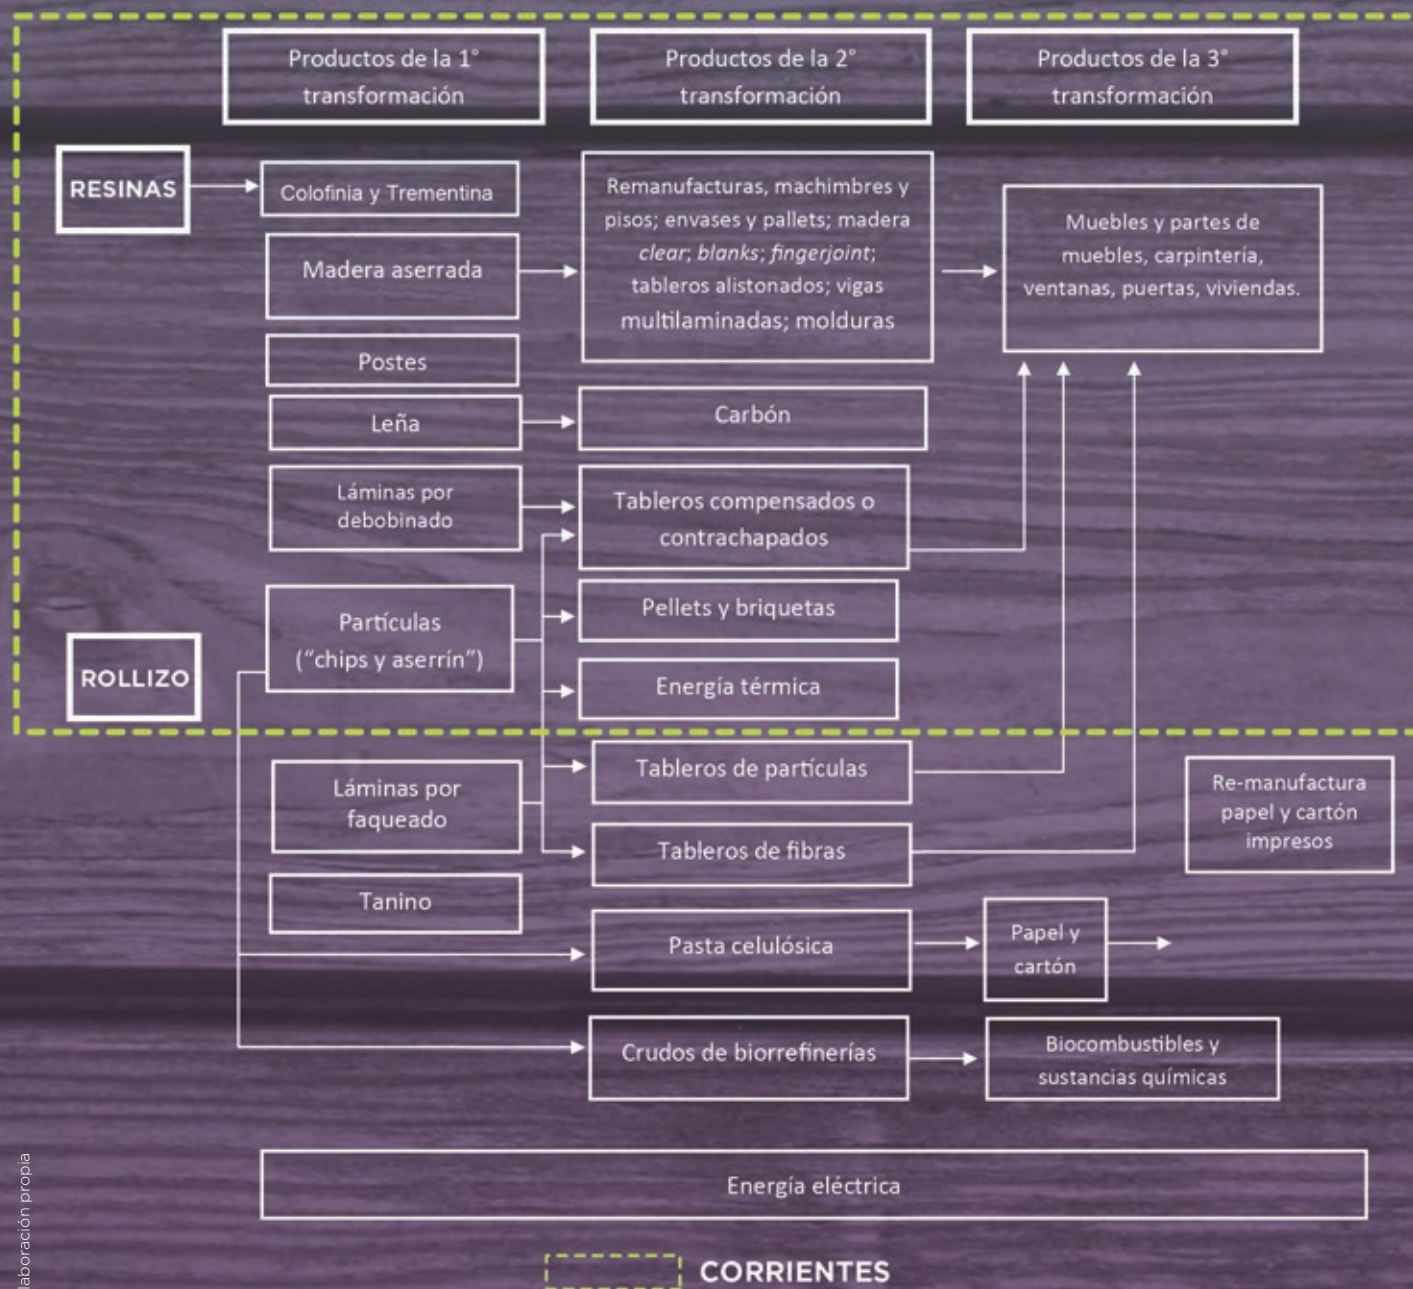 Productos de la 1°
transformación
Productos de la 2°
transformación
Productos de la 3°
transformación
RESINAS
Colofinia y Trementina
Madera aserrada
Postes
Leña
Láminas por
debobinado
Partículas
("chips y aserrín")
ROLLIZO
Láminas por
faqueado
Tanino
Remanufacturas, machimbres y
pisos; envases y pallets; madera
clear; blanks; fingerjoint;
tableros alistonados; vigas
multilaminadas; molduras
Carbón
Tableros compensados o
contrachapados
Pellets y briquetas
Energía térmica
Tableros de partículas
Tableros de fibras
Pasta celulósica
Crudos de biorrefinerías
Muebles y partes de
muebles, carpintería,
ventanas, puertas, viviendas.
Re-manufactura
papel y cartón
impresos
Papel y
cartón
Biocombustibles y
sustancias químicas
Energía eléctrica
CORRIENTES
laboración propia